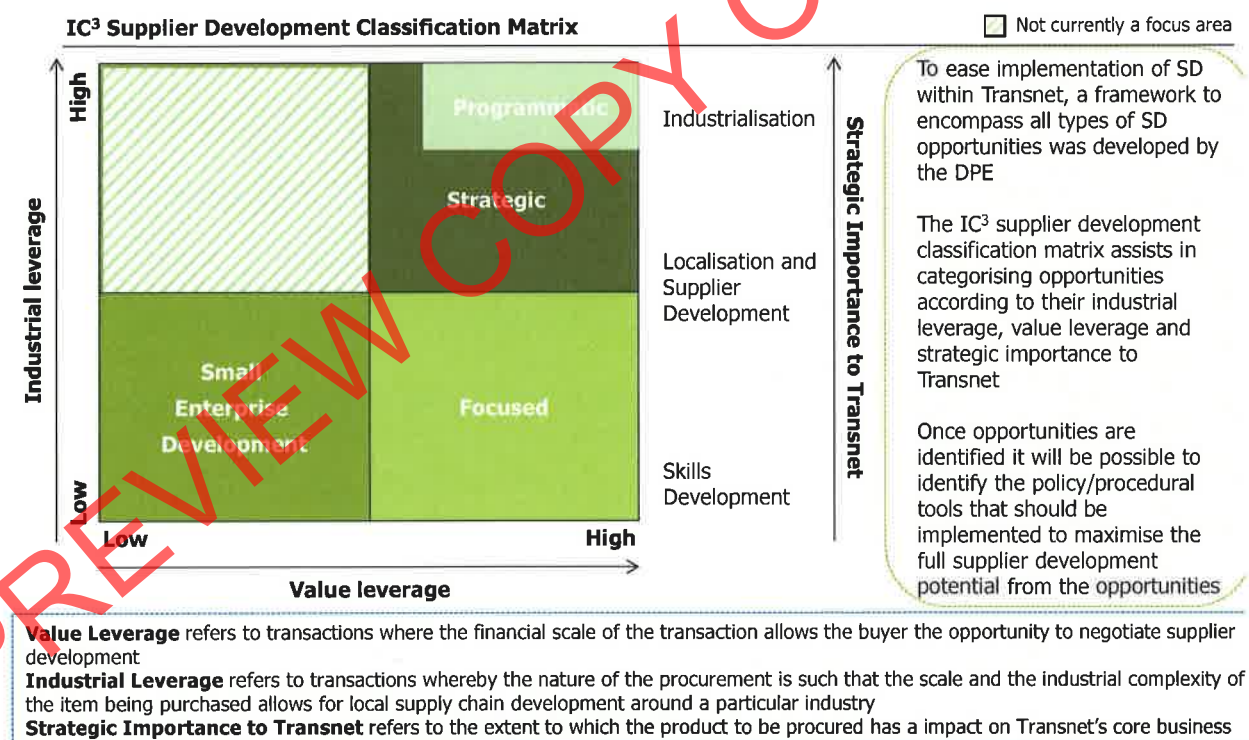 IC³ Supplier Development Classification Matrix
Not currently a focus area
High
Industrial leverage
Low
Programmatic
Strategic
Small
Enterprise
Development
Focused
Low
High
Value leverage
Industrialisation
Localisation and
Supplier
Development
Skills
Development
Strategic Importance to Transnet
To ease implementation of SD
within Transnet, a framework to
encompass all types of SD
opportunities was developed by
the DPE
The IC³ supplier development
classification matrix assists in
categorising opportunities
according to their industrial
leverage, value leverage and
strategic importance to
Transnet
Once opportunities are
identified it will be possible to
identify the policy/procedural
tools that should be
implemented to maximise the
full supplier development
potential from the opportunities
Value Leverage refers to transactions where the financial scale of the transaction allows the buyer the opportunity to negotiate supplier
development
Industrial Leverage refers to transactions whereby the nature of the procurement is such that the scale and the industrial complexity of
the item being purchased allows for local supply chain development around a particular industry
Strategic Importance to Transnet refers to the extent to which the product to be procured has a impact on Transnet's core business
PREVIEW COPY O